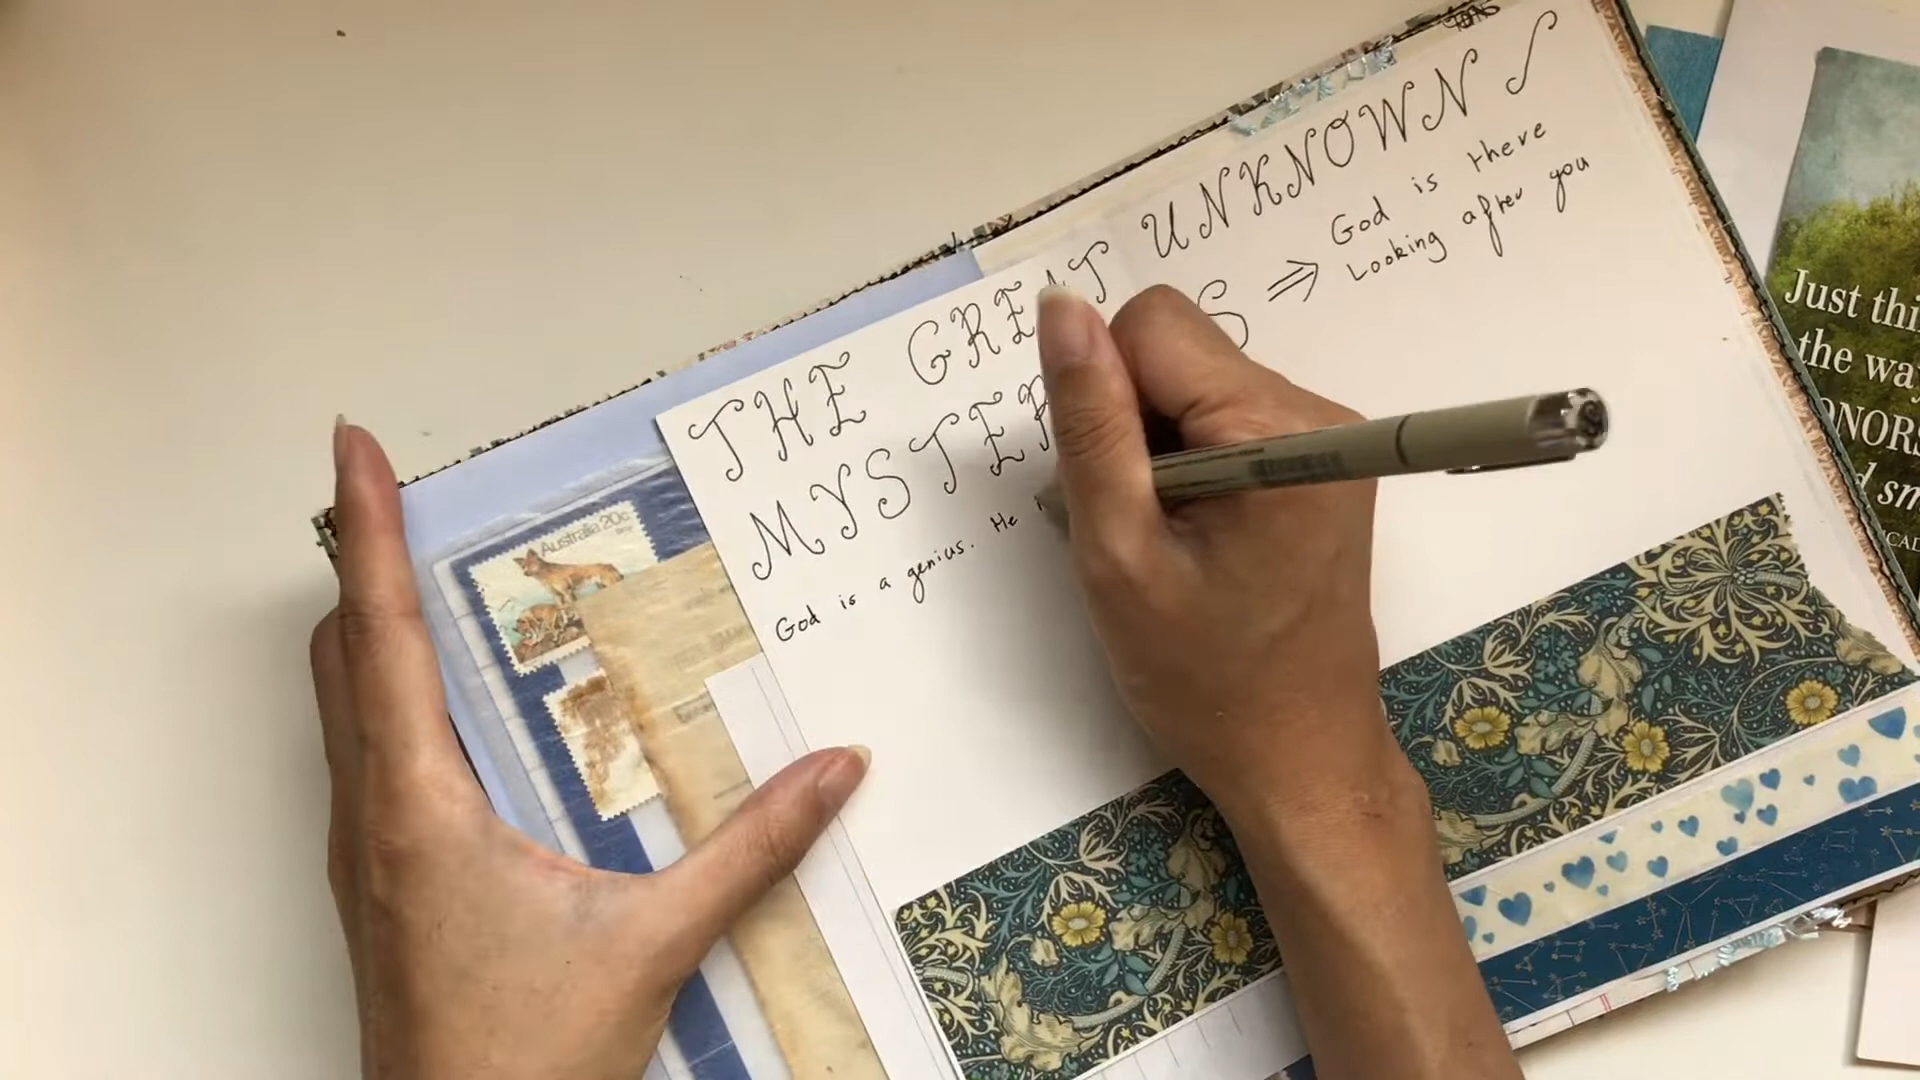 THE GREAT UNKNOWN
MYSTER S ⇒ God is there
Looking after you
God is a genius. He
Australia 20c
Just thi
the wa
ONORS
d sm